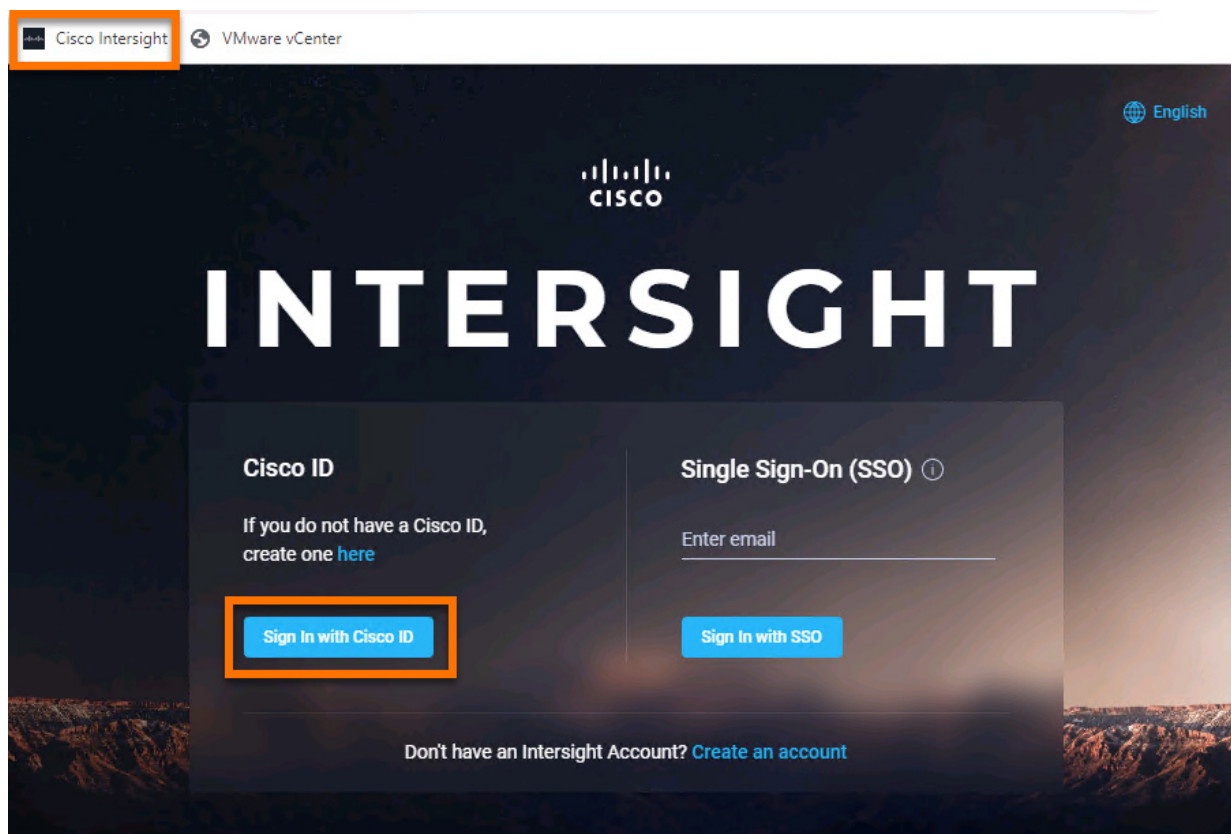 Cisco Intersight VMware vCenter
English
CISCO
INTERSIGHT
Cisco ID
If you do not have a Cisco ID,
create one here
Sign In with Cisco ID
Single Sign-On (SSO)
Enter email
Sign In with SSO
Don't have an Intersight Account? Create an account